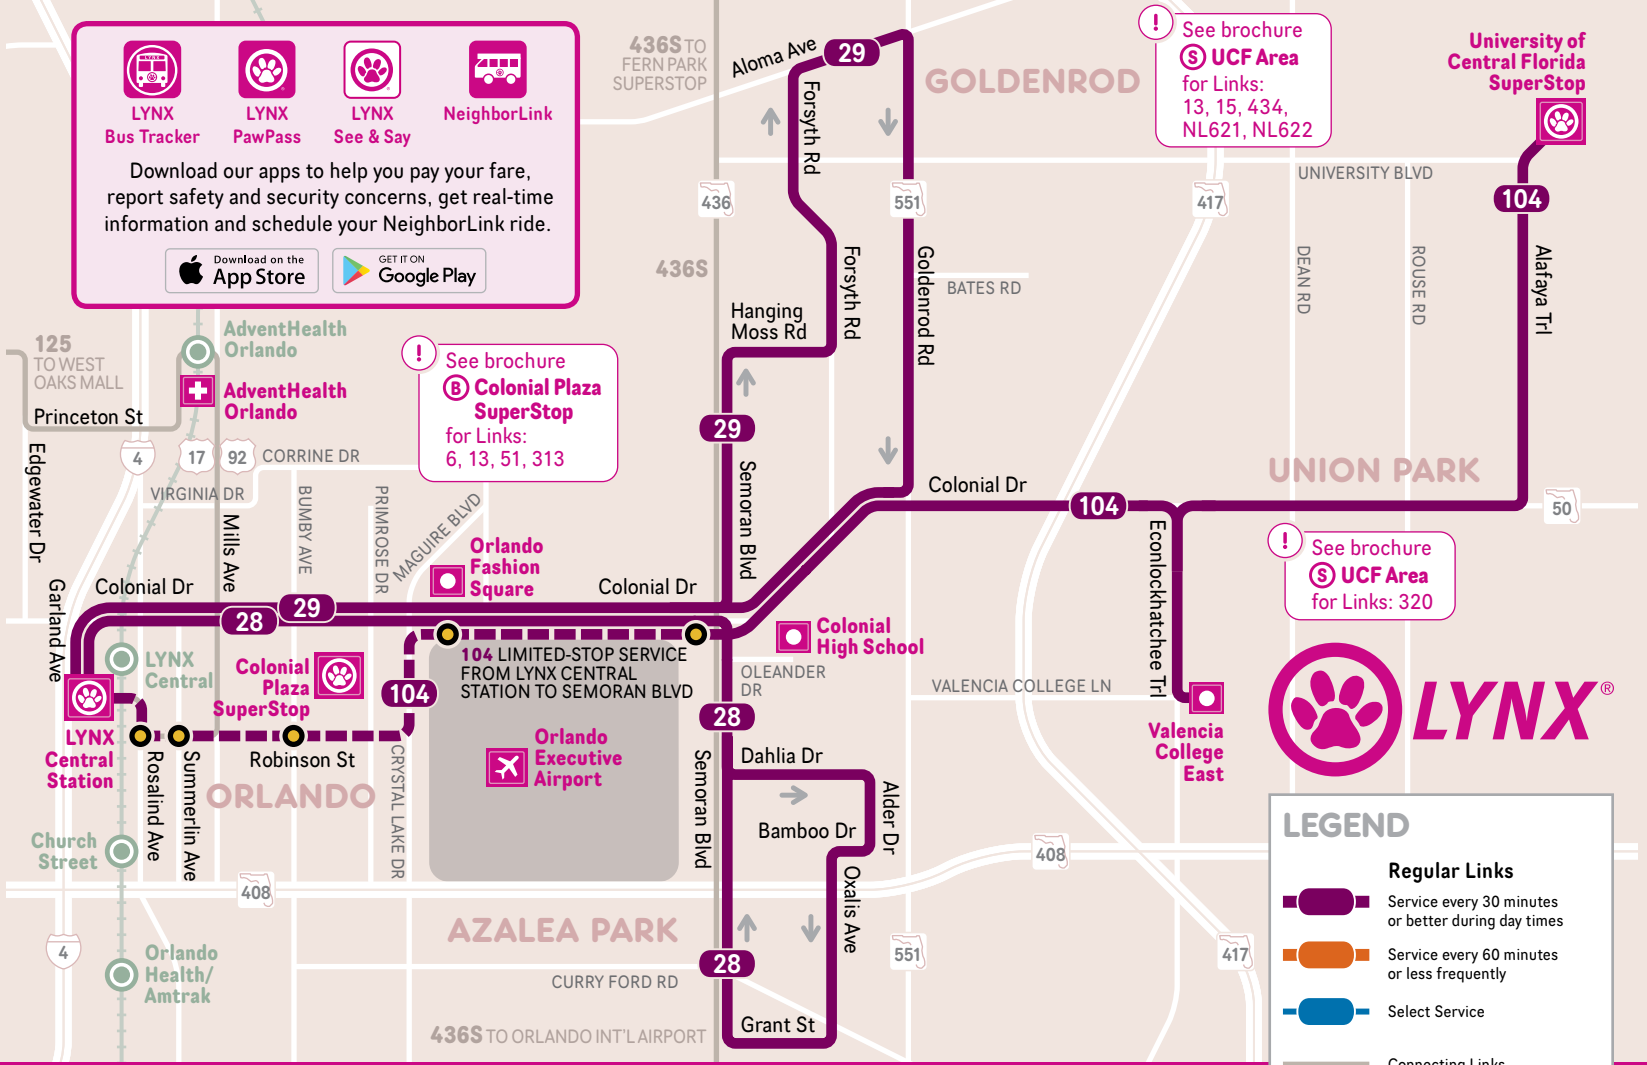 LYNX
Bus Tracker
LYNX
PawPass
LYNX
See & Say
NeighborLink
Download our apps to help you pay your fare,
report safety and security concerns, get real-time
information and schedule your NeighborLink ride.
Download on the
App Store
GET IT ON
Google Play
436S TO
FERN PARK
SUPERSTOP
Aloma Ave
29
Forsyth Rd
GOLDENROD
!
See brochure
S UCF Area
for Links:
13, 15, 434,
NL621, NL622
University of
Central Florida
SuperStop
UNIVERSITY BLVD
104
436
551
417
436S
Forsyth Rd
Goldenrod Rd
BATES RD
DEAN RD
ROUSE RD
Alafaya Trl
Hanging
Moss Rd
125
TO WEST
OAKS MALL
AdventHealth
Orlando
AdventHealth
Orlando
Princeton St
!
See brochure
B Colonial Plaza
SuperStop
for Links:
6, 13, 51, 313
29
Edgewater Dr
4
17
92
CORRINE DR
VIRGINIA DR
Mills Ave
BUMBY AVE
PRIMROSE DR
MAGUIRE BLVD
Semoran Blvd
Colonial Dr
104
UNION PARK
50
Econlockhatchee Trl
!
See brochure
S UCF Area
for Links: 320
Orlando
Fashion
Square
Garland Ave
Colonial Dr
Colonial Dr
28
29
Colonial
High School
LYNX
Central
Colonial
Plaza
SuperStop
104
104 LIMITED-STOP SERVICE
FROM LYNX CENTRAL
STATION TO SEMORAN BLVD
OLEANDER
DR
VALENCIA COLLEGE LN
28
LYNX®
LYNX
Central
Station
Rosalind Ave
Summerlin Ave
Robinson St
CRYSTAL LAKE DR
Orlando
Executive
Airport
Semoran Blvd
Dahlia Dr
Alder Dr
Valencia
College
East
ORLANDO
Bamboo Dr
Church
Street
Oxalis Ave
408
408
AZALEA PARK
4
551
417
28
Orlando
Health/
Amtrak
CURRY FORD RD
436S TO ORLANDO INT'L AIRPORT
Grant St
LEGEND
Regular Links
Service every 30 minutes
or better during day times
Service every 60 minutes
or less frequently
Select Service
Connecting Links